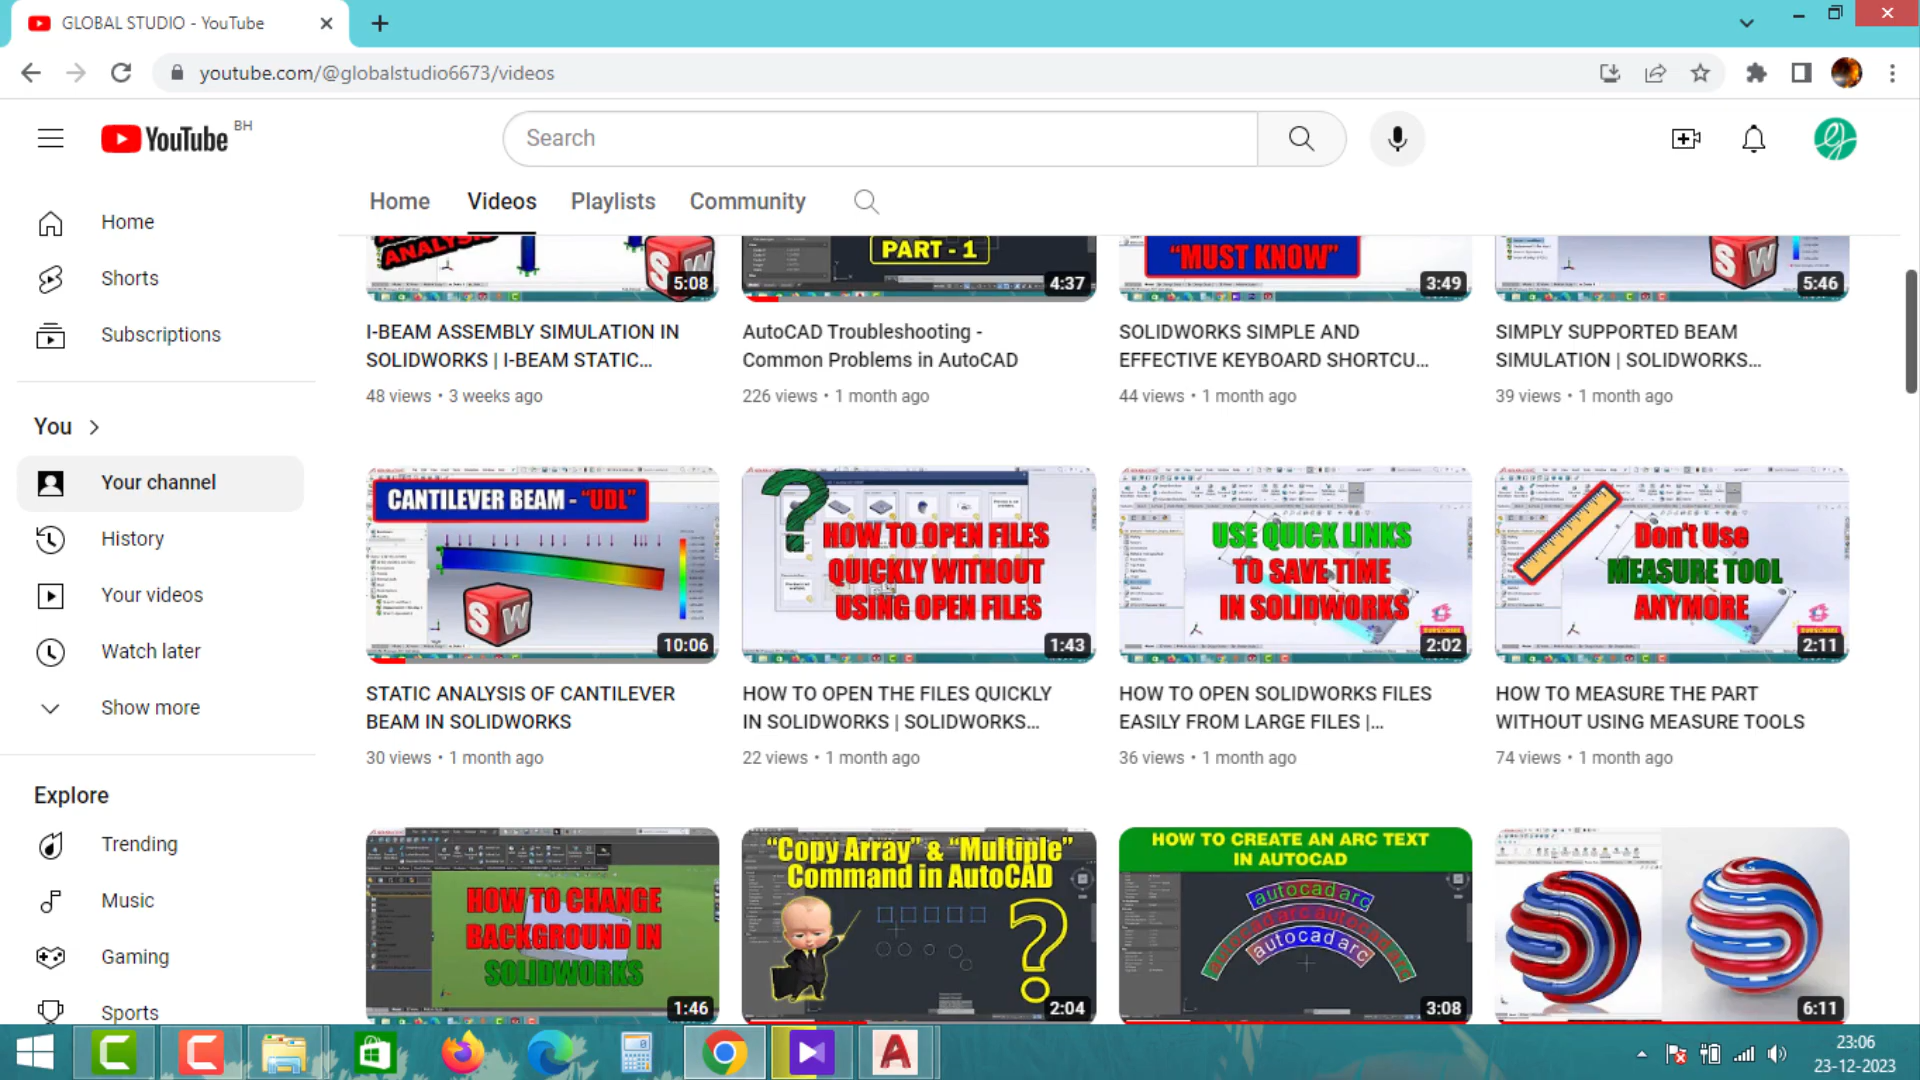 GLOBAL STUDIO - YouTube
youtube.com/@globalstudio6673/videos
YouTube BH
Search
Home Videos Playlists Community
Home
Shorts
Subscriptions
You
Your channel
History
Your videos
Watch later
Show more
Explore
Trending
Music
Gaming
Sports
ANALYSIS
SW
5:08
PART - 1
4:37
"MUST KNOW"
3:49
SW
5:46
I-BEAM ASSEMBLY SIMULATION IN
SOLIDWORKS | I-BEAM STATIC...
48 views • 3 weeks ago
AutoCAD Troubleshooting -
Common Problems in AutoCAD
226 views • 1 month ago
SOLIDWORKS SIMPLE AND
EFFECTIVE KEYBOARD SHORTCU...
44 views • 1 month ago
SIMPLY SUPPORTED BEAM
SIMULATION | SOLIDWORKS...
39 views • 1 month ago
CANTILEVER BEAM - "UDL"
SW
10:06
HOW TO OPEN FILES
QUICKLY WITHOUT
USING OPEN FILES
1:43
USE QUICK LINKS
TO SAVE TIME
IN SOLIDWORKS
SUBSCRIBE
2:02
Don't Use
MEASURE TOOL
ANYMORE
SUBSCRIBE
2:11
STATIC ANALYSIS OF CANTILEVER
BEAM IN SOLIDWORKS
30 views • 1 month ago
HOW TO OPEN THE FILES QUICKLY
IN SOLIDWORKS | SOLIDWORKS...
22 views • 1 month ago
HOW TO OPEN SOLIDWORKS FILES
EASILY FROM LARGE FILES |...
36 views • 1 month ago
HOW TO MEASURE THE PART
WITHOUT USING MEASURE TOOLS
74 views • 1 month ago
HOW TO CHANGE
BACKGROUND IN
SOLIDWORKS
1:46
"Copy Array" & "Multiple"
Command in AutoCAD
?
2:04
HOW TO CREATE AN ARC TEXT
IN AUTOCAD
autocad arc
autocad arc autocad arc
autocad arc
3:08
6:11
23:06
23-12-2023